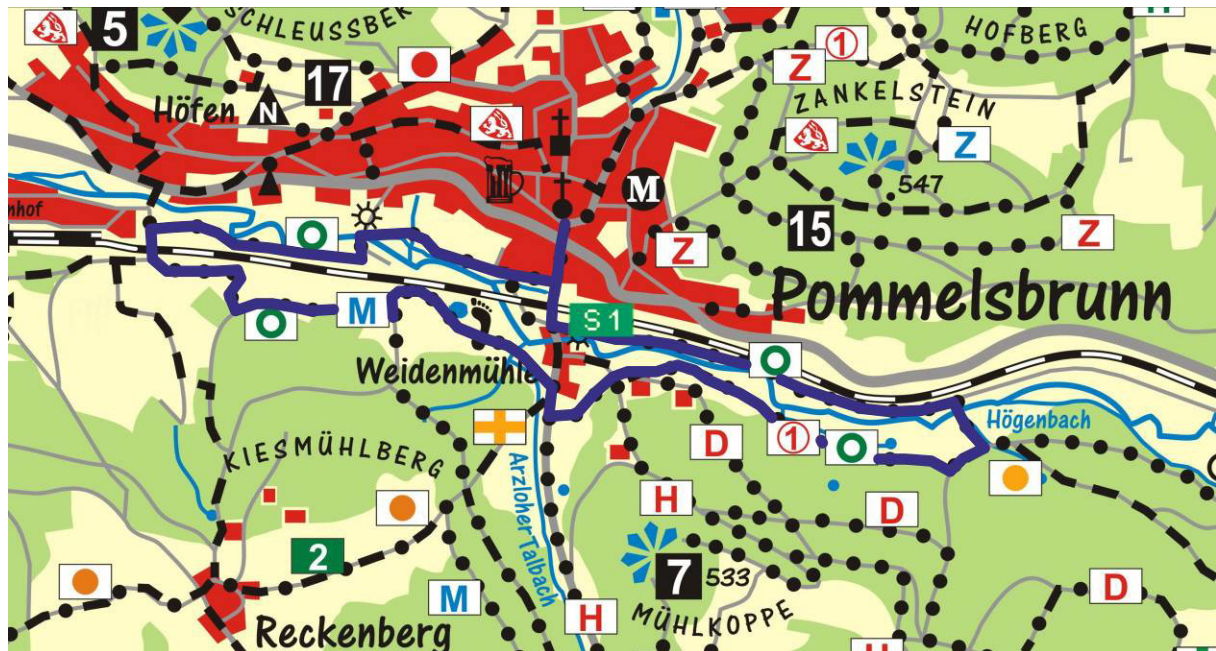 SCHLEUSSBER
HOFBERG
5
1
Z
17
Höfen
N
ZANKELSTEIN
Z
547
M
nhof
15
Z
Z
Pommelsbrunn
M
S1
Weidenmühle
Högenbach
1
D
KIESMÜHLBERG
Arzloher Talbach
H
D
2
7
533
D
M
H
MÜHLKOPPE
Reckenberg
H